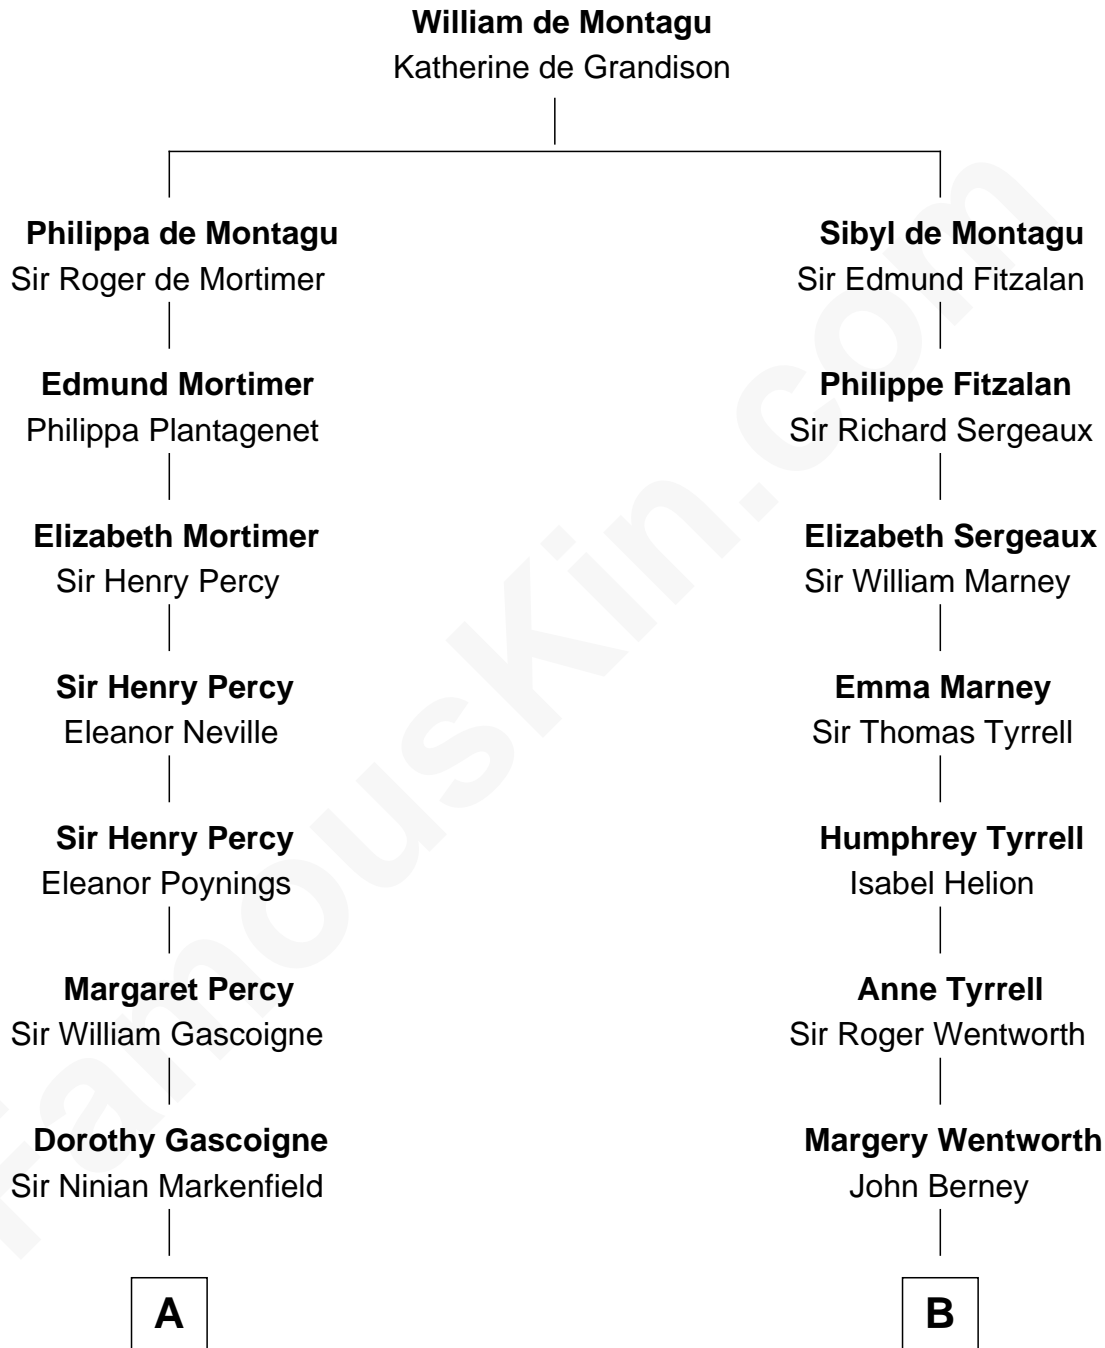 William de Montagu
Katherine de Grandison
Philippa de Montagu
Sir Roger de Mortimer
Sibyl de Montagu
Sir Edmund Fitzalan
Edmund Mortimer
Philippa Plantagenet
Philippe Fitzalan
Sir Richard Sergeaux
Elizabeth Mortimer
Sir Henry Percy
Elizabeth Sergeaux
Sir William Marney
Sir Henry Percy
Eleanor Neville
Emma Marney
Sir Thomas Tyrrell
Sir Henry Percy
Eleanor Poynings
Humphrey Tyrrell
Isabel Helion
Margaret Percy
Sir William Gascoigne
Anne Tyrrell
Sir Roger Wentworth
Dorothy Gascoigne
Sir Ninian Markenfield
Margery Wentworth
John Berney
A
B
FamousKin.com